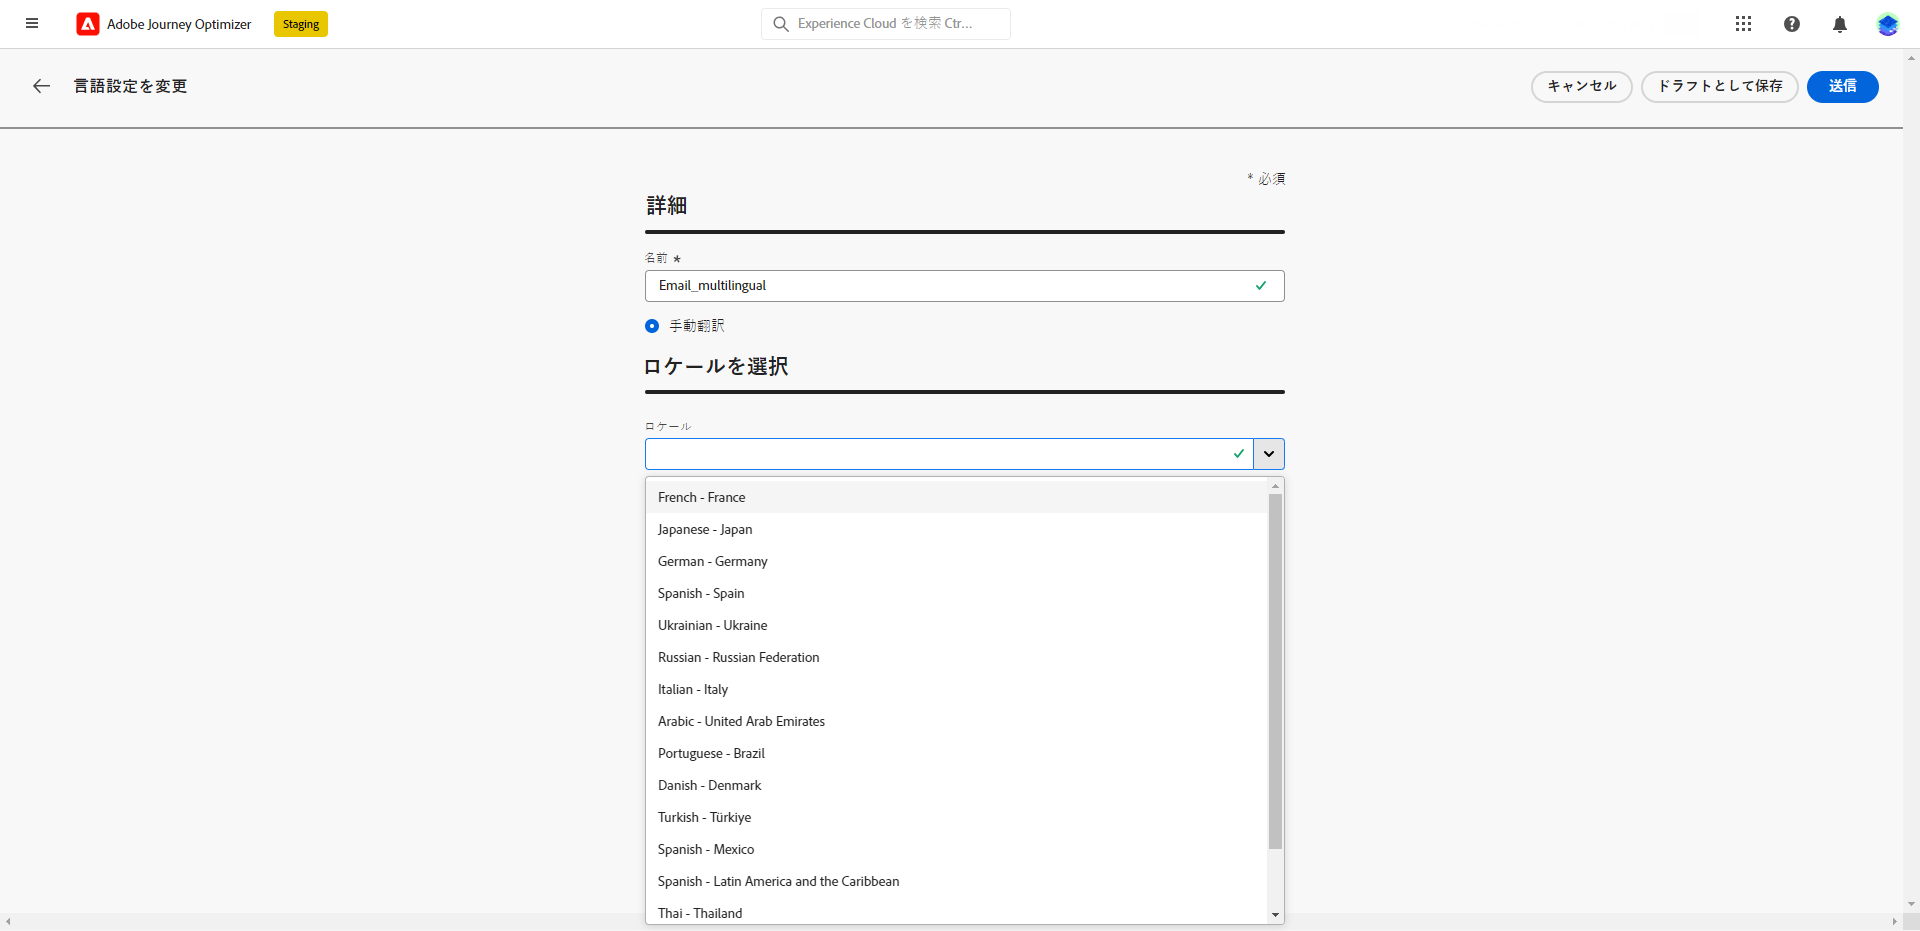 Adobe Journey Optimizer
Staging
Experience Cloud を検索 Ctr...
言語設定を変更
キャンセル
ドラフトとして保存
送信
* 必須
詳細
名前 *
Email_multilingual
手動翻訳
ロケールを選択
ロケール
French - France
Japanese - Japan
German - Germany
Spanish - Spain
Ukrainian - Ukraine
Russian - Russian Federation
Italian - Italy
Arabic - United Arab Emirates
Portuguese - Brazil
Danish - Denmark
Turkish - Türkiye
Spanish - Mexico
Spanish - Latin America and the Caribbean
Thai - Thailand